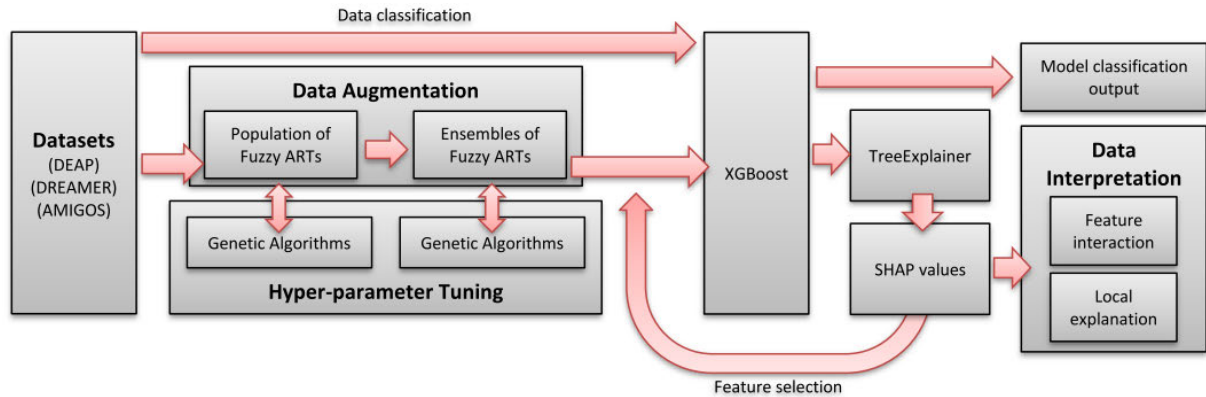 Data classification
Datasets
(DEAP)
(DREAMER)
(AMIGOS)
Data Augmentation
Population of
Fuzzy ARTs
Ensembles of
Fuzzy ARTs
Genetic Algorithms
Genetic Algorithms
Hyper-parameter Tuning
XGBoost
TreeExplainer
SHAP values
Feature selection
Model classification
output
Data
Interpretation
Feature
interaction
Local
explanation